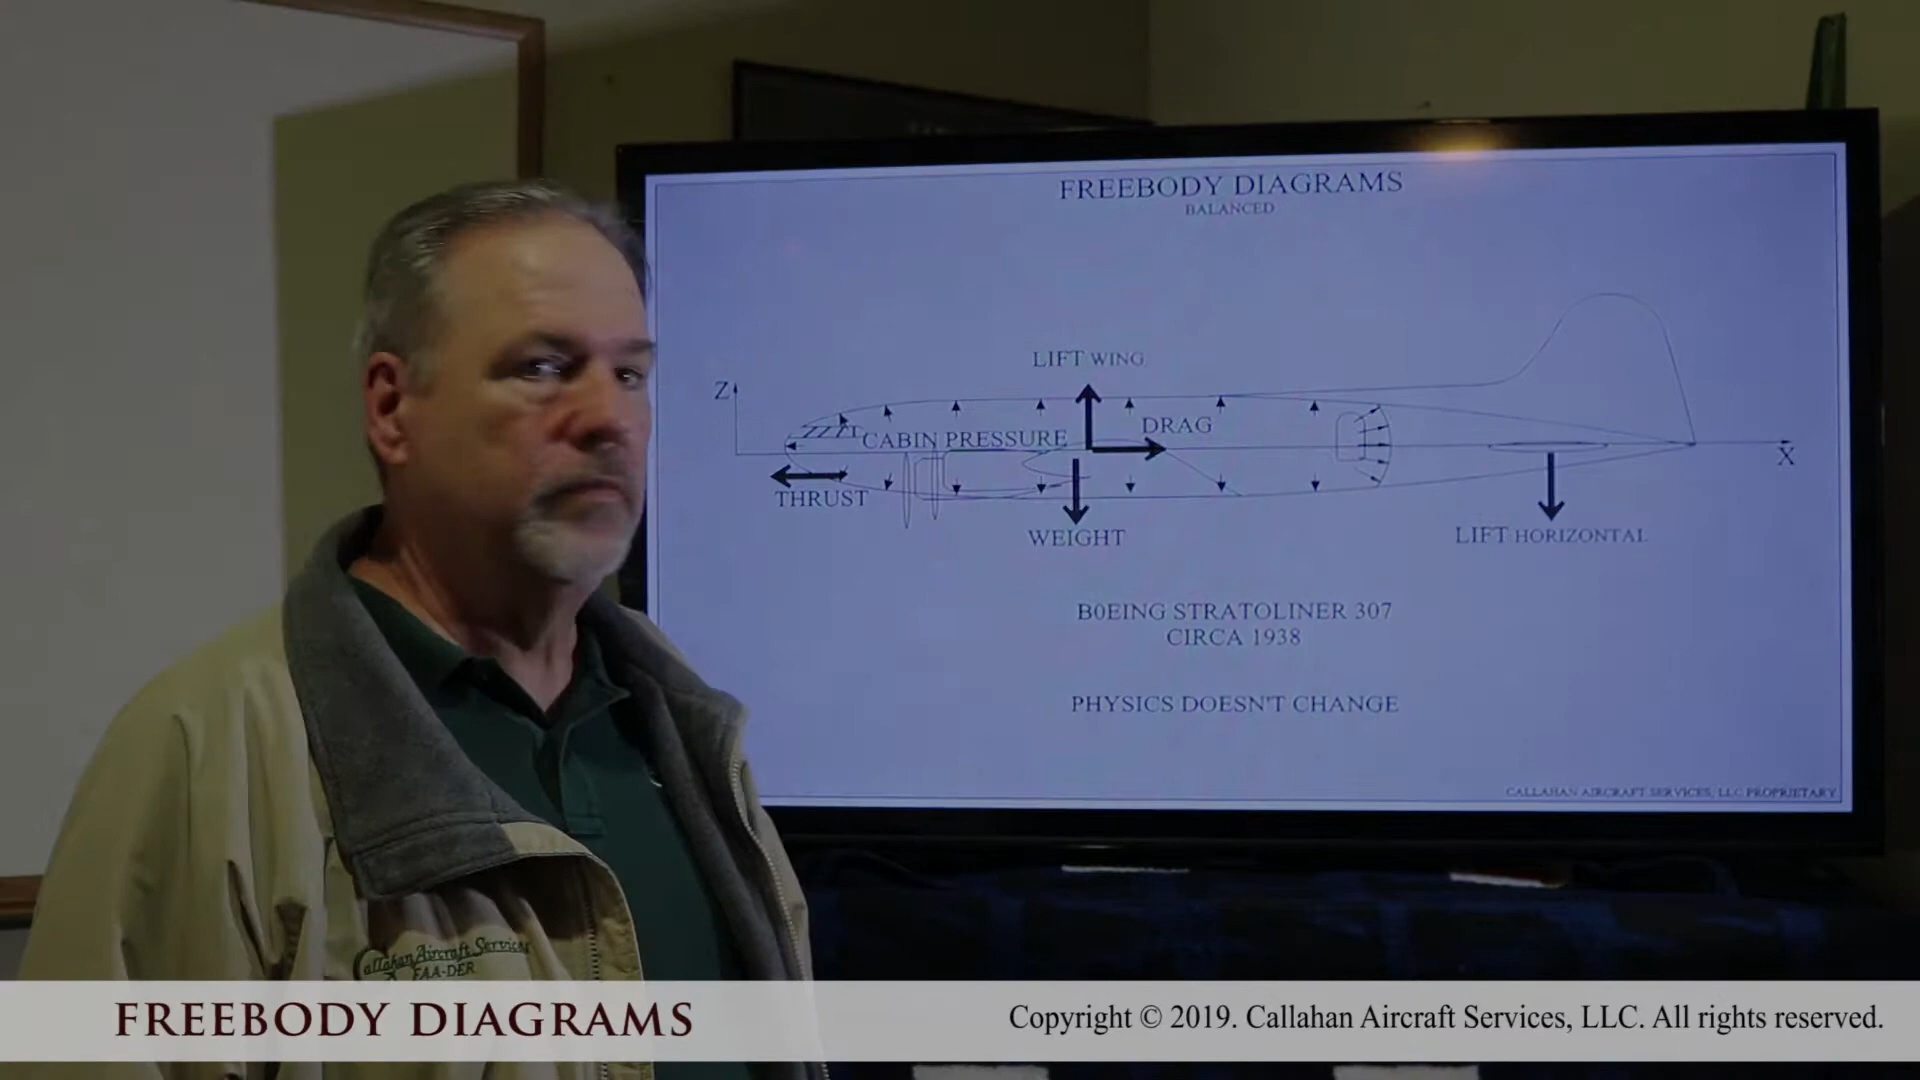 FREEBODY DIAGRAMS
BALANCED
LIFT WING
Z
DRAG
CABIN PRESSURE
X
THRUST
WEIGHT
LIFT HORIZONTAL
B0EING STRATOLINER 307
CIRCA 1938
PHYSICS DOESN'T CHANGE
CALLAHAN AIRCRAFT SERVICES, LLC PROPRIETARY
Callahan Aircraft Services
FAA-DER
FREEBODY DIAGRAMS
Copyright © 2019. Callahan Aircraft Services, LLC. All rights reserved.